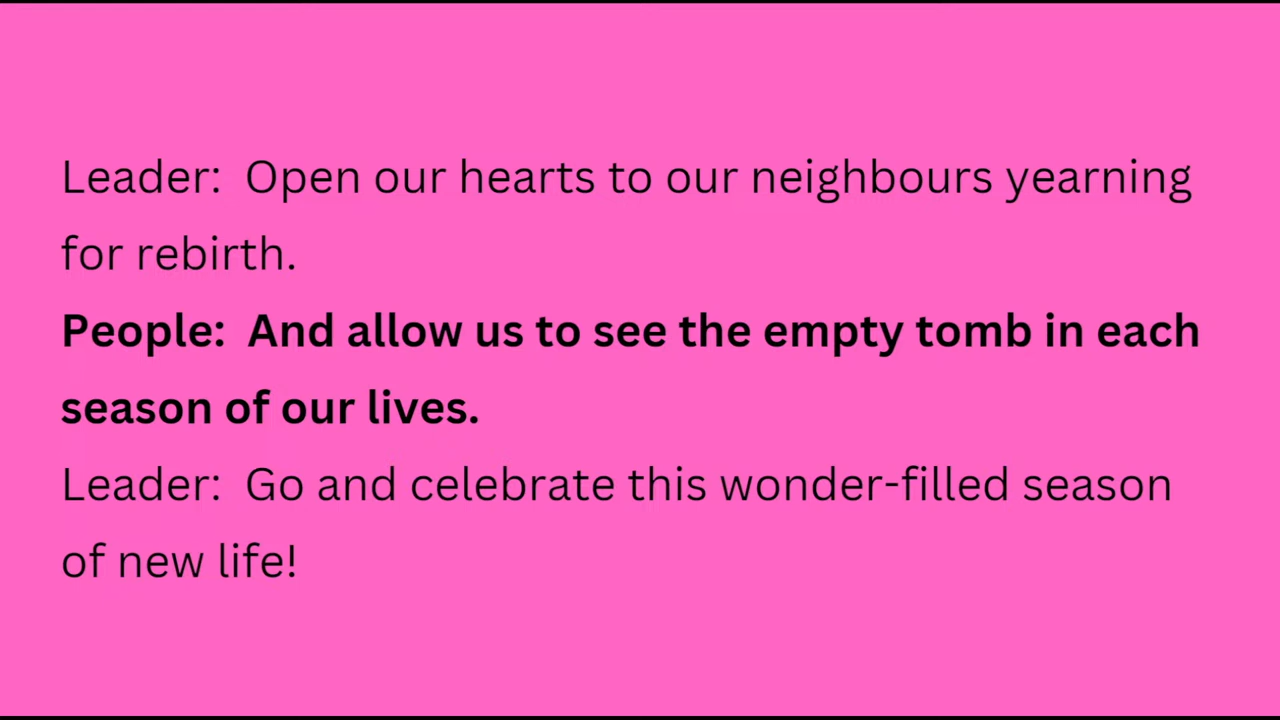 Leader:  Open our hearts to our neighbours yearning
for rebirth.
People:  And allow us to see the empty tomb in each
season of our lives.
Leader:  Go and celebrate this wonder-filled season
of new life!